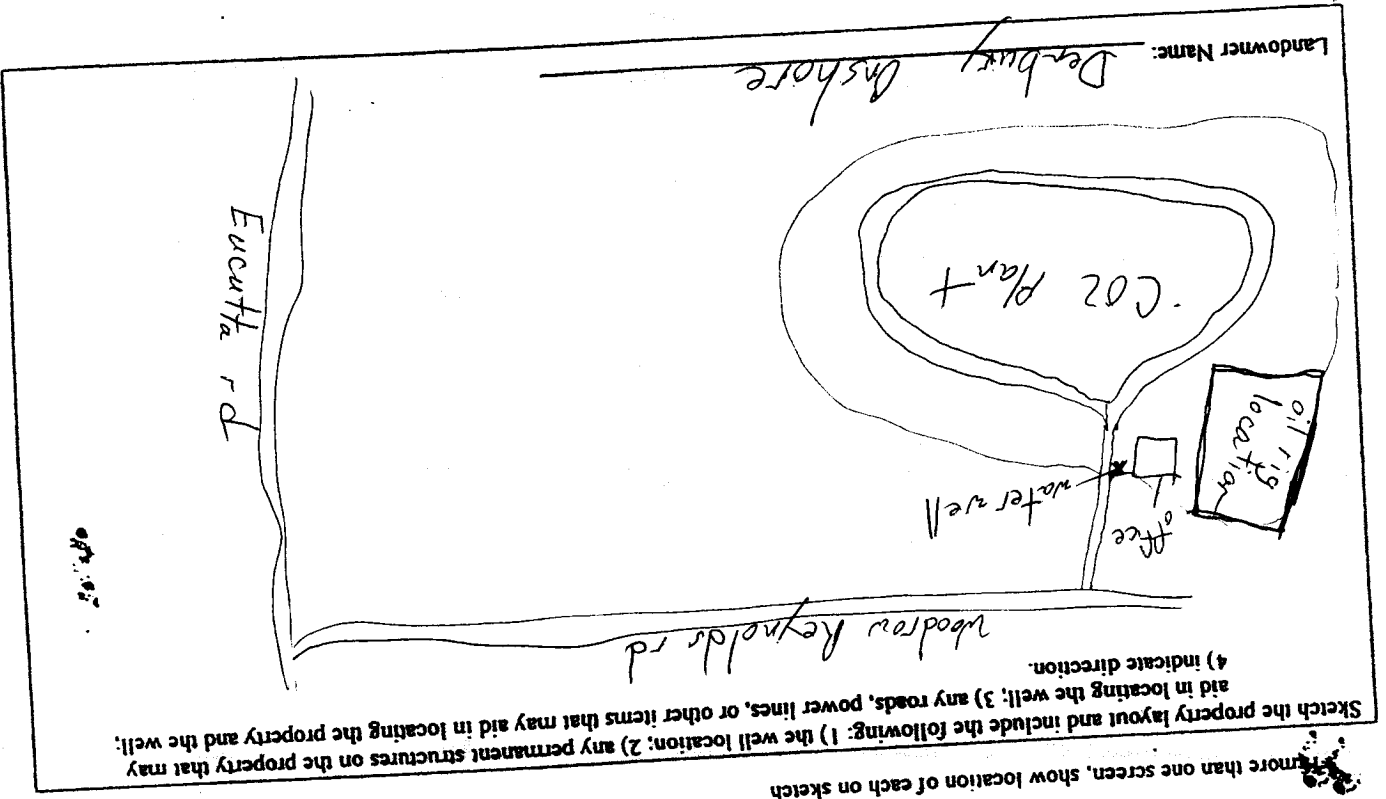 If more than one screen, show location of each on sketch
Sketch the property layout and include the following: 1) the well location; 2) any permanent structures on the property that may
aid in locating the well; 3) any roads, power lines, or other items that may aid in locating the property and the well;
4) indicate direction.
Woodrow Reynolds rd
office
water well
oil rig
location
CO2 Plant
Eucutta rd
Landowner Name: Denbury Onshore